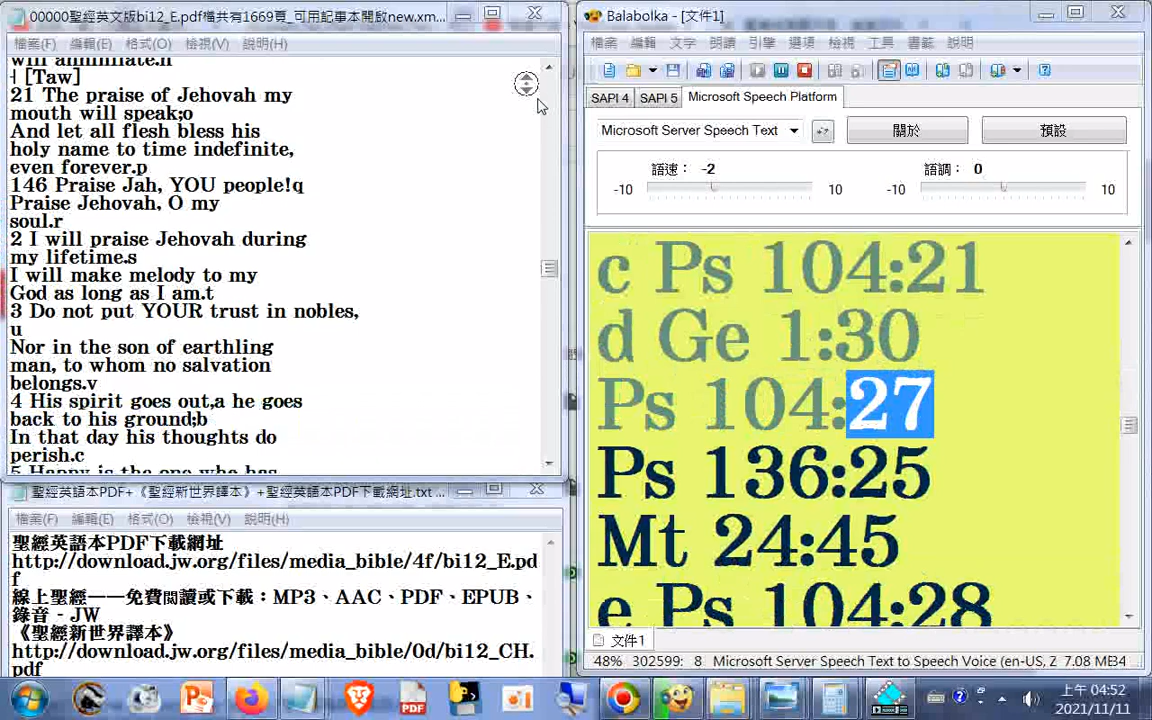 00000聖經英文版bi12_E.pdf檔共有1669頁_可用記事本開啟new.xm...
檔案(F) 編輯(E) 格式(O) 檢視(V) 說明(H)
will annihilate.n
[Taw]
21 The praise of Jehovah my
mouth will speak;o
And let all flesh bless his
holy name to time indefinite,
even forever.p
146 Praise Jah, YOU people!q
Praise Jehovah, O my
soul.r
2 I will praise Jehovah during
my lifetime.s
I will make melody to my
God as long as I am.t
3 Do not put YOUR trust in nobles,
u
Nor in the son of earthling
man, to whom no salvation
belongs.v
4 His spirit goes out,a he goes
back to his ground;b
In that day his thoughts do
perish.c
5 Happy is the one who has
聖經英語本PDF+《聖經新世界譯本》+聖經英語本PDF下載網址.txt ...
檔案(F) 編輯(E) 格式(O) 檢視(V) 說明(H)
聖經英語本PDF下載網址
http://download.jw.org/files/media_bible/4f/bi12_E.pd
f
線上聖經——免費閱讀或下載：MP3、AAC、PDF、EPUB、
錄音 - JW
《聖經新世界譯本》
http://download.jw.org/files/media_bible/0d/bi12_CH.
pdf
Balabolka - [文件1]
檔案 編輯 文字 朗讀 引擎 選項 檢視 工具 書籤 說明
SAPI 4 SAPI 5 Microsoft Speech Platform
Microsoft Server Speech Text 關於 預設
語速： -2 語調： 0
-10 10 -10 10
c Ps 104:21
d Ge 1:30
Ps 104:27
Ps 136:25
Mt 24:45
e Ps 104:28
文件1
48% 302599: 8 Microsoft Server Speech Text to Speech Voice (en-US, Z 7.08 MB34
上午 04:52
2021/11/11